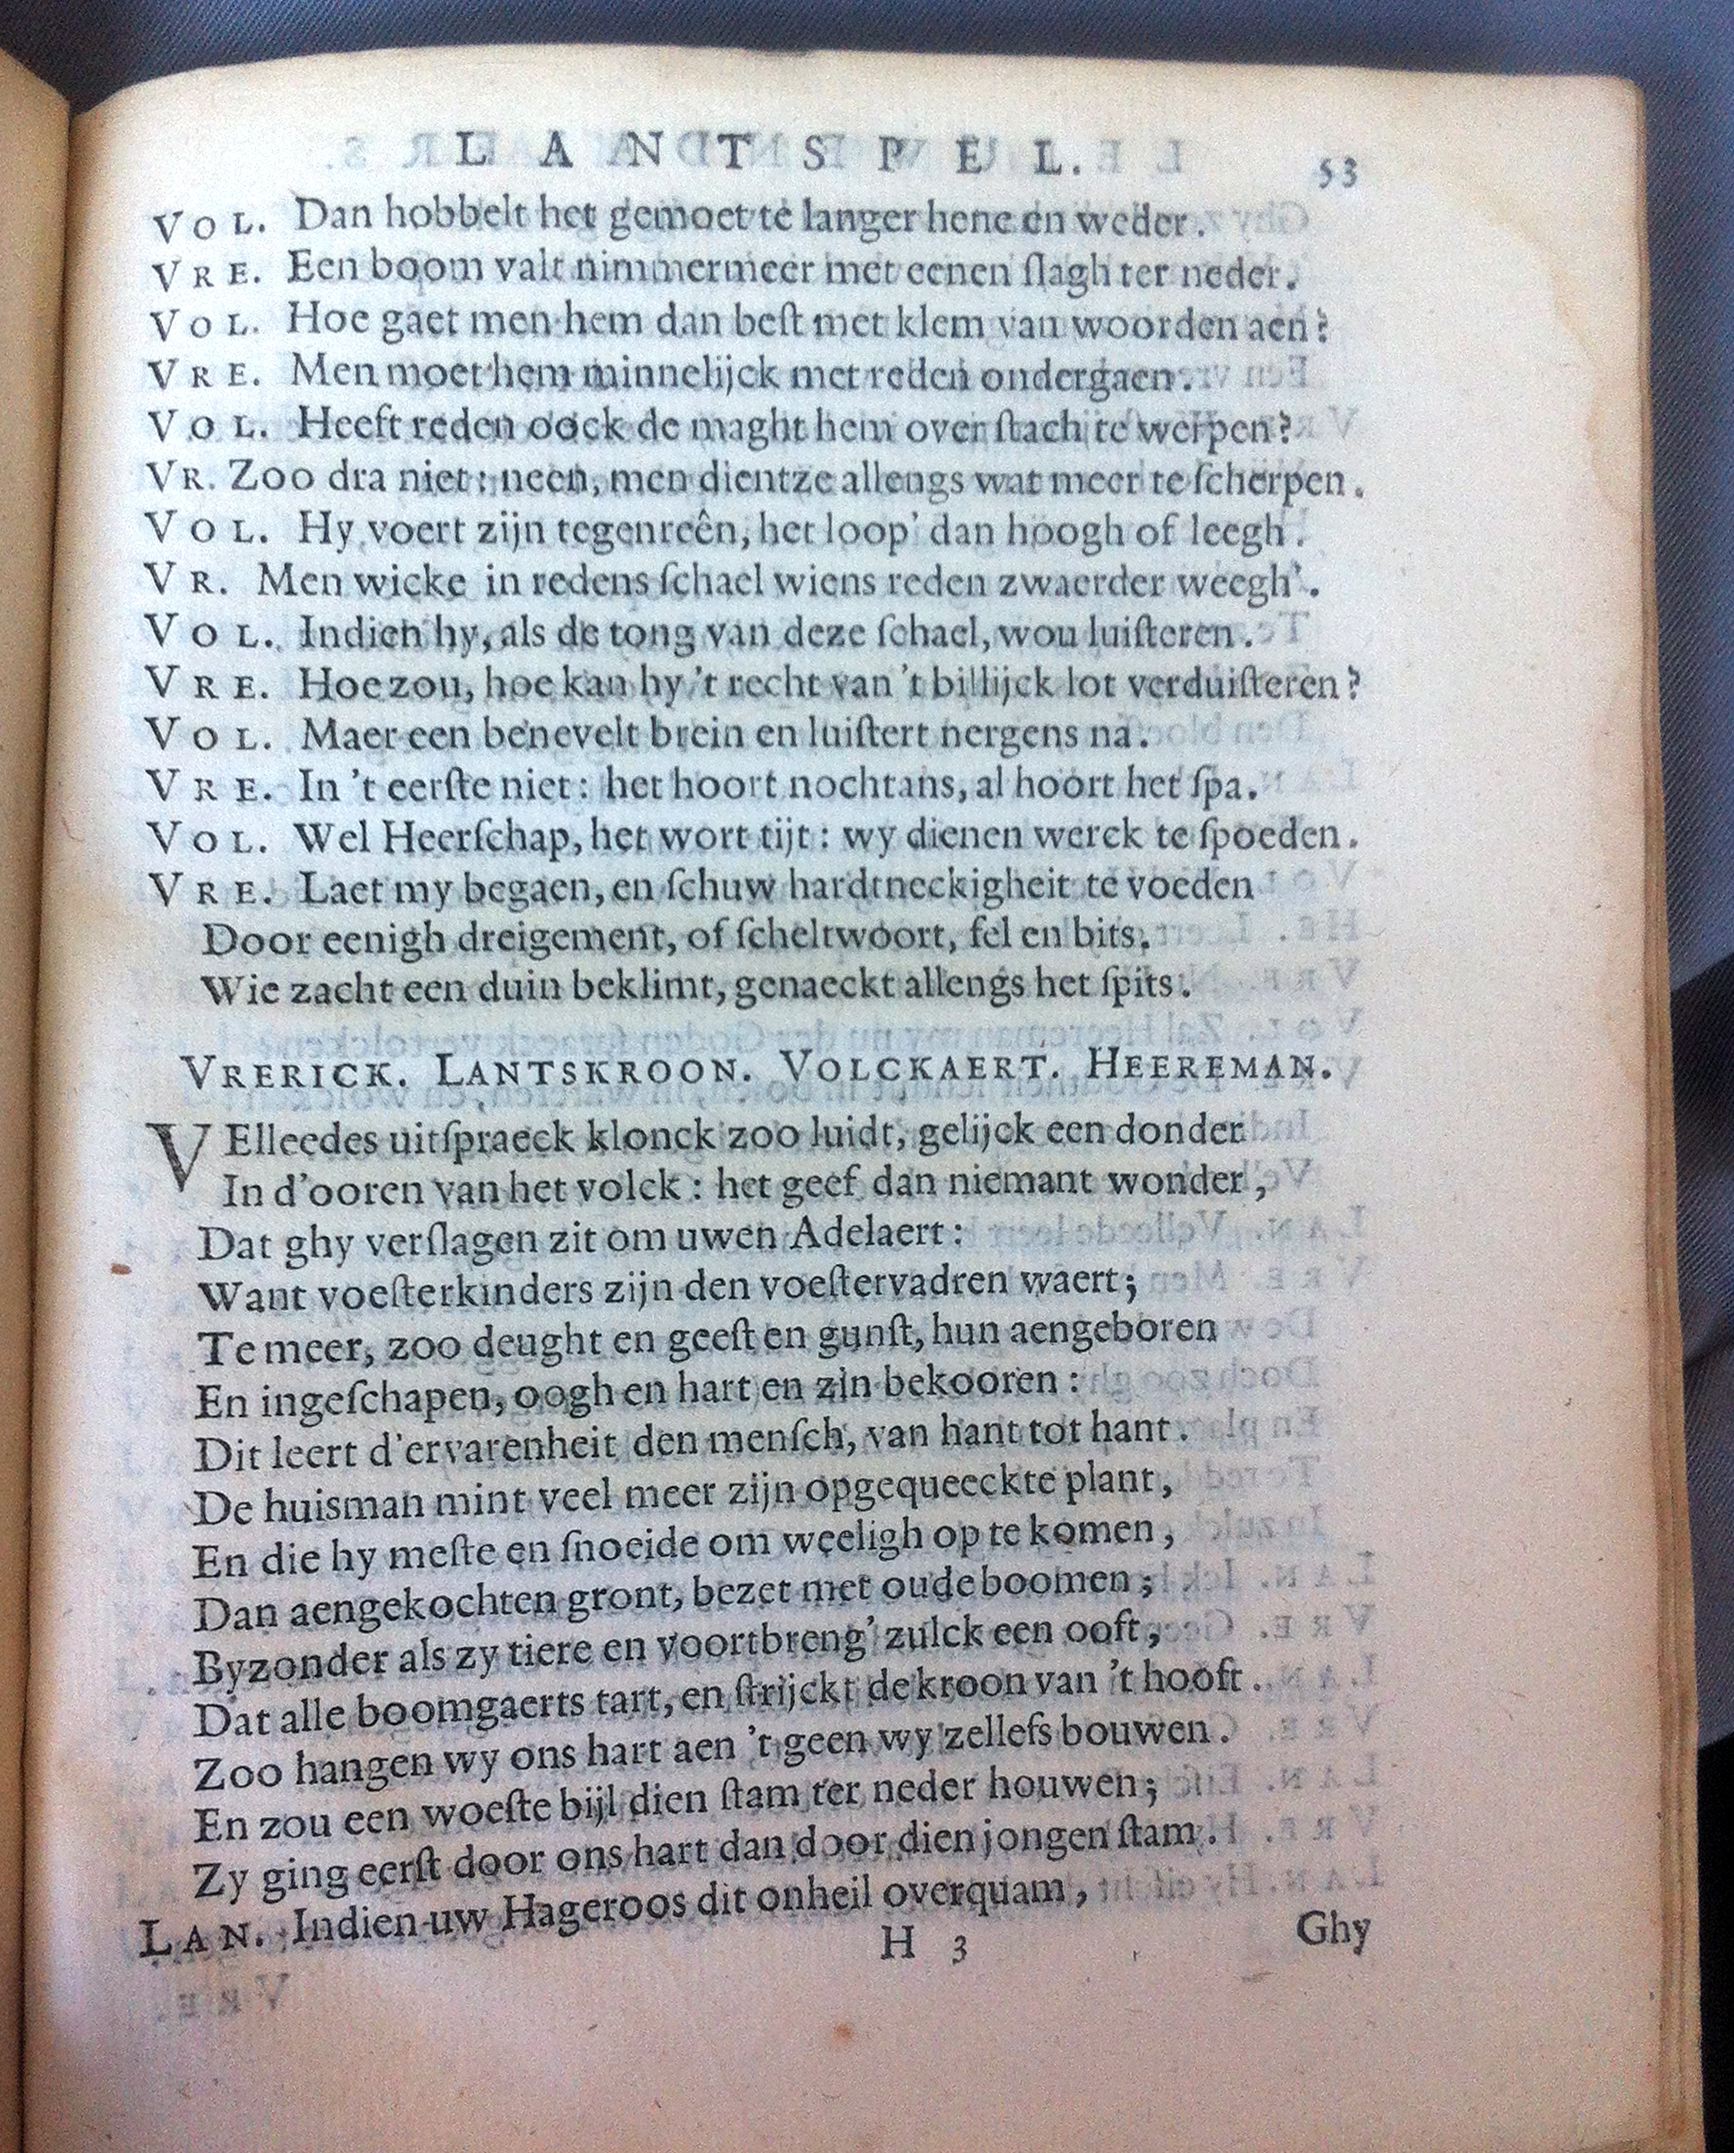 LANTSPEL. 53
VOL. Dan hobbelt het gemoet te langer hene en weder.
VRE. Een boom valt nimmermeer met eenen ſlagh ter neder.
VOL. Hoe gaet men hem dan beſt met klem van woorden aen?
VRE. Men moet hem minnelijck met reden ondergaen.
VOL. Heeft reden oock de maght hem over ſtach te werpen?
VR. Zoo dra niet: neen, men dientze allengs wat meer te ſcherpen.
VOL. Hy voert zijn tegenreên, het loop' dan hoogh of leegh.
VR. Men wicke in redens ſchael wiens reden zwaerder weegh'.
VOL. Indien hy, als de tong van deze ſchael, wou luiſteren.
VRE. Hoe zou, hoe kan hy 't recht van 't billijck lot verduiſteren?
VOL. Maer een benevelt brein en luiſtert nergens na.
VRE. In 't eerſte niet: het hoort nochtans, al hoort het ſpa.
VOL. Wel Heerſchap, het wort tijt: wy dienen werck te ſpoeden.
VRE. Laet my begaen, en ſchuw hardtneckigheit te voeden
Door eenigh dreigement, of ſcheltwoort, fel en bits.
Wie zacht een duin beklimt, genaeckt allengs het ſpits.
VRERICK. LANTSKROON. VOLCKAERT. HEEREMAN.
VElleedes uitſpraeck klonck zoo luidt, gelijck een donder
In d'ooren van het volck: het geef dan niemant wonder,
Dat ghy verſlagen zit om uwen Adelaert:
Want voeſterkinders zijn den voeſtervadren waert;
Te meer, zoo deught en geeſt en gunſt, hun aengeboren
En ingeſchapen, oogh en hart en zin bekooren:
Dit leert d'ervarenheit den menſch, van hant tot hant.
De huisman mint veel meer zijn opgequeeckte plant,
En die hy meſte en ſnoeide om weeligh op te komen,
Dan aengekochten gront, bezet met oude boomen;
Byzonder als zy tiere en voortbreng' zulck een ooft,
Dat alle boomgaerts tart, en ſtrijckt de kroon van 't hooft.
Zoo hangen wy ons hart aen 't geen wy zellefs bouwen.
En zou een woeſte bijl dien ſtam ter neder houwen;
Zy ging eerſt door ons hart dan door dien jongen ſtam.
LAN. Indien uw Hageroos dit onheil overquam,
H 3 Ghy